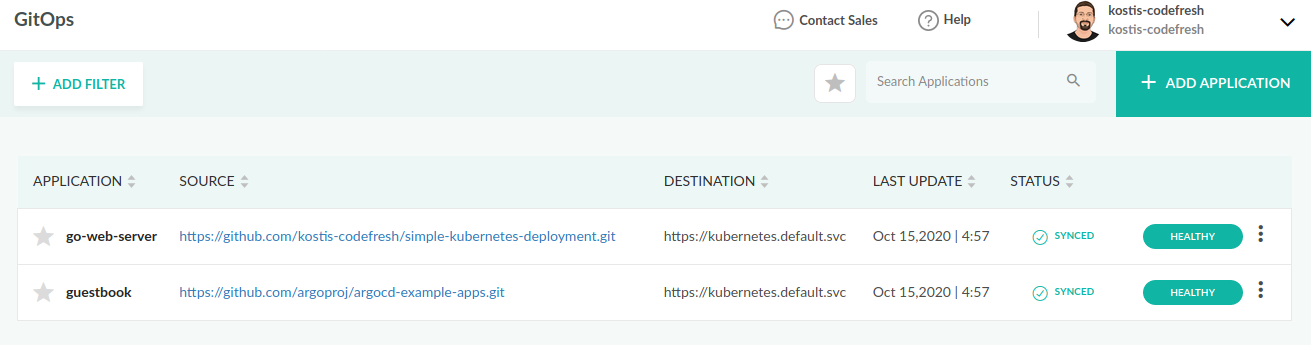 GitOps
Contact Sales
Help
kostis-codefresh
kostis-codefresh
+ ADD FILTER
Search Applications
+ ADD APPLICATION
APPLICATION SOURCE DESTINATION LAST UPDATE STATUS
go-web-server https://github.com/kostis-codefresh/simple-kubernetes-deployment.git https://kubernetes.default.svc Oct 15,2020 | 4:57 SYNCED HEALTHY
guestbook https://github.com/argoproj/argocd-example-apps.git https://kubernetes.default.svc Oct 15,2020 | 4:57 SYNCED HEALTHY